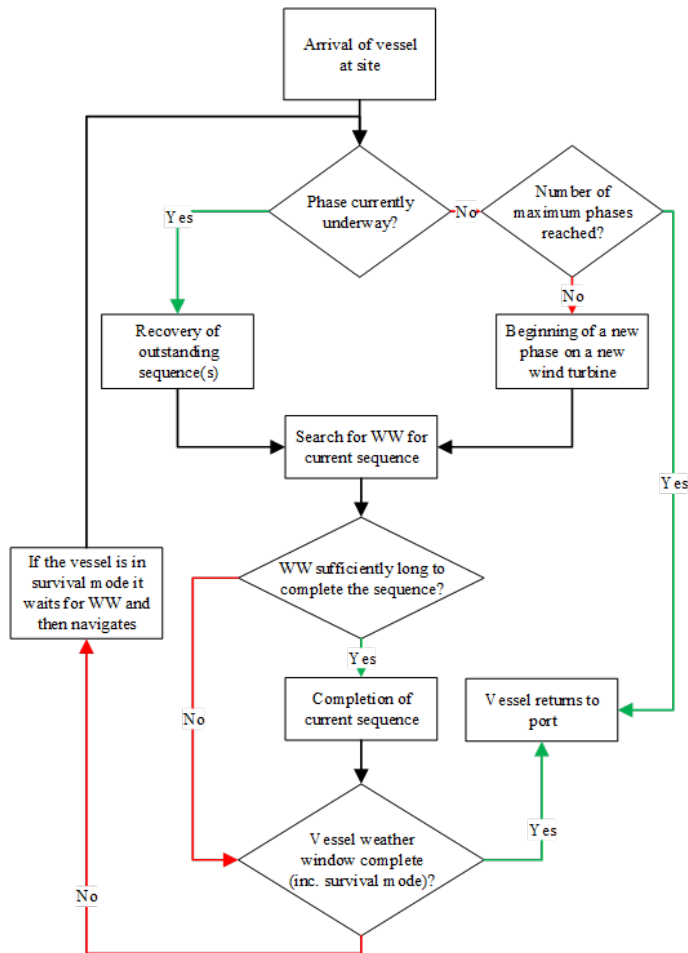 Arrival of vessel
at site
Phase currently
underway?
Yes
No
Number of
maximum phases
reached?
No
Yes
Recovery of
outstanding
sequence(s)
Beginning of a new
phase on a new
wind turbine
Search for WW for
current sequence
If the vessel is in
survival mode it
waits for WW and
then navigates
WW sufficiently long to
complete the sequence?
Yes
No
Completion of
current sequence
Vessel returns to
port
Vessel weather
window complete
(inc. survival mode)?
Yes
No